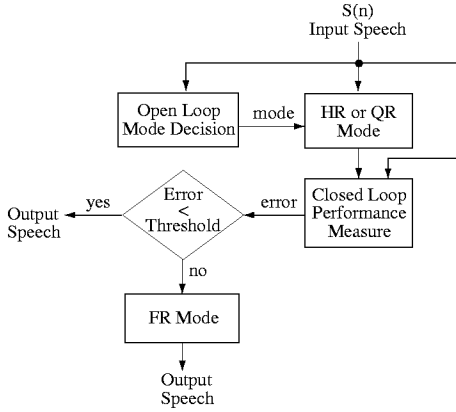 S(n)
Input Speech
Open Loop
Mode Decision
mode
HR or QR
Mode
Closed Loop
Performance
Measure
error
Error
<
Threshold
yes
Output
Speech
no
FR Mode
Output
Speech